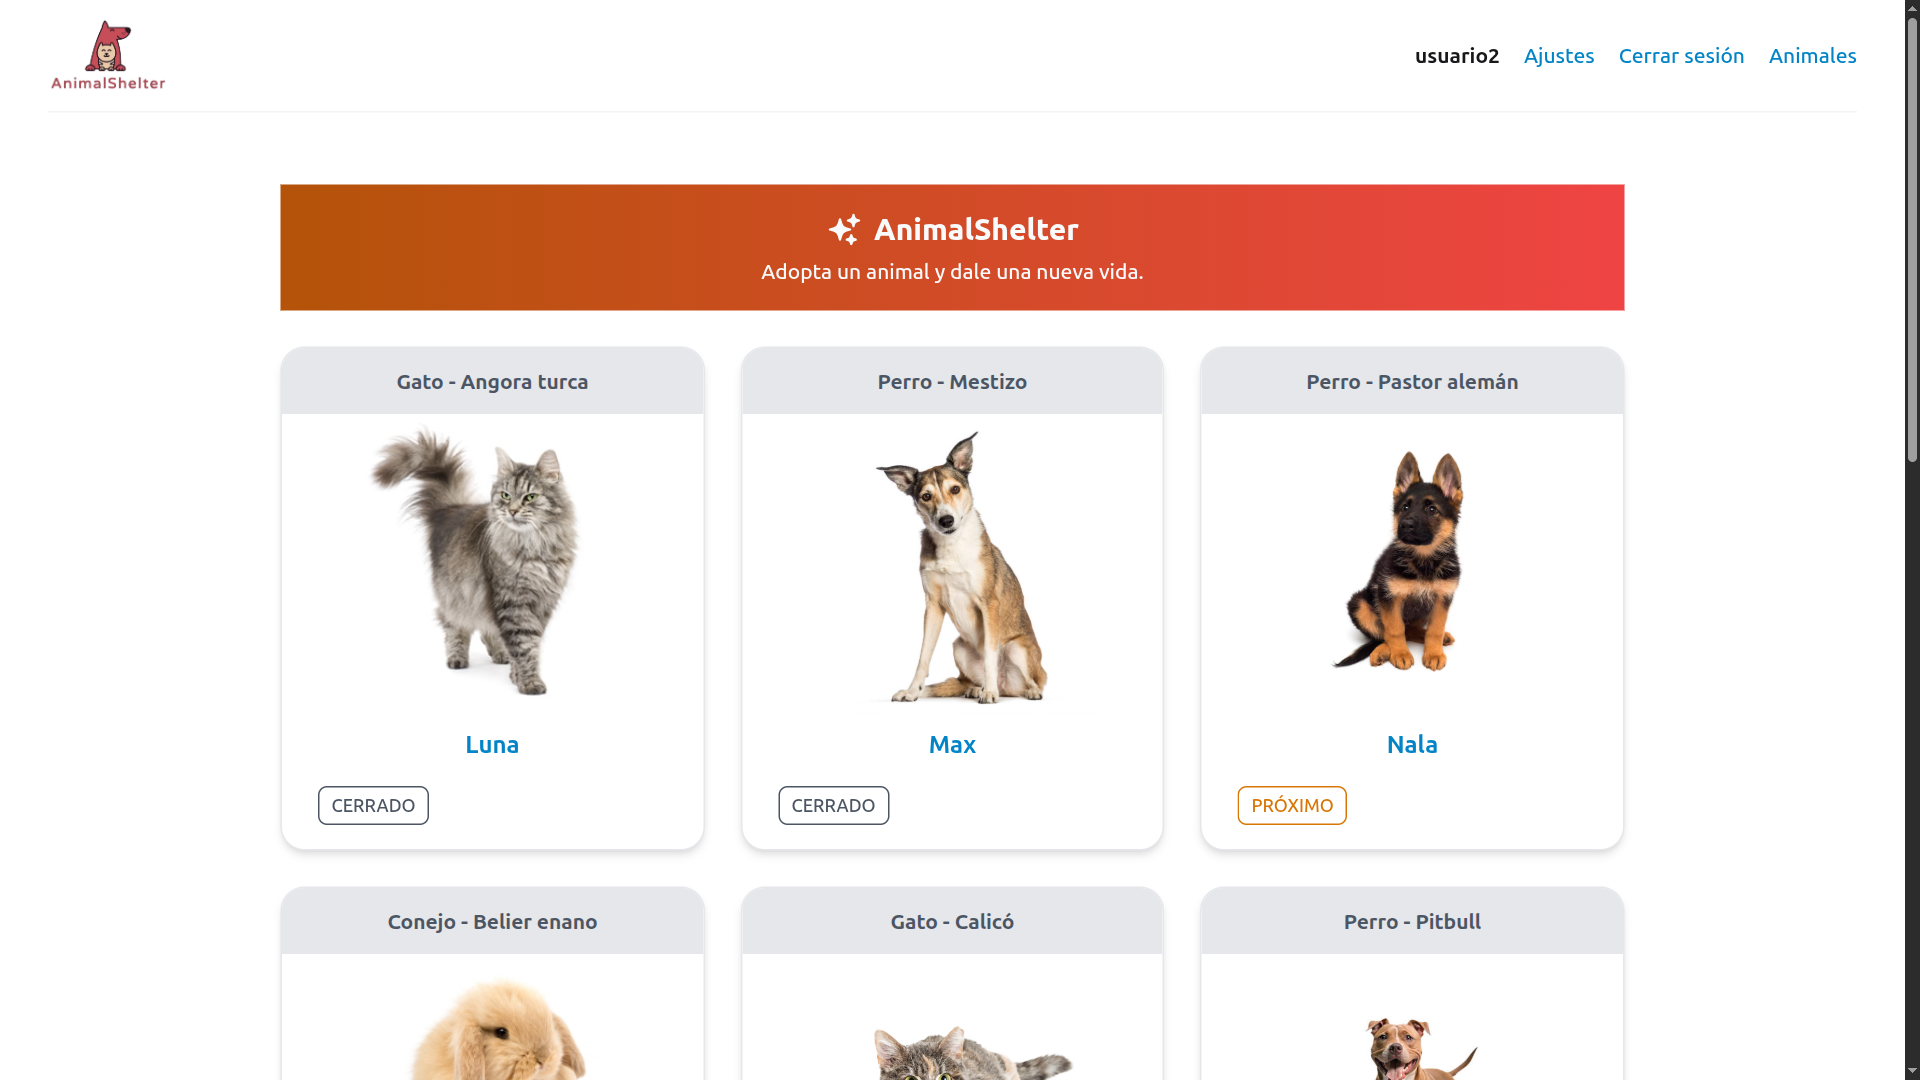 AnimalShelter
usuario2 Ajustes Cerrar sesión Animales
AnimalShelter
Adopta un animal y dale una nueva vida.
Gato - Angora turca
Perro - Mestizo
Perro - Pastor alemán
Luna
Max
Nala
CERRADO
CERRADO
PRÓXIMO
Conejo - Belier enano
Gato - Calicó
Perro - Pitbull